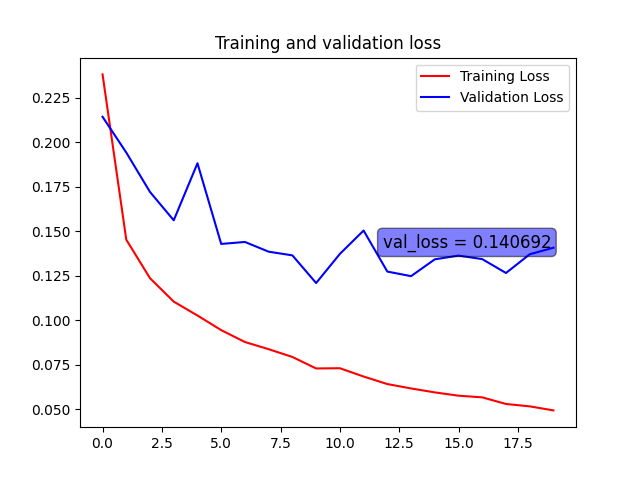 Training and validation loss
Training Loss
Validation Loss
val_loss = 0.140692
0.225
0.200
0.175
0.150
0.125
0.100
0.075
0.050
0.0 2.5 5.0 7.5 10.0 12.5 15.0 17.5